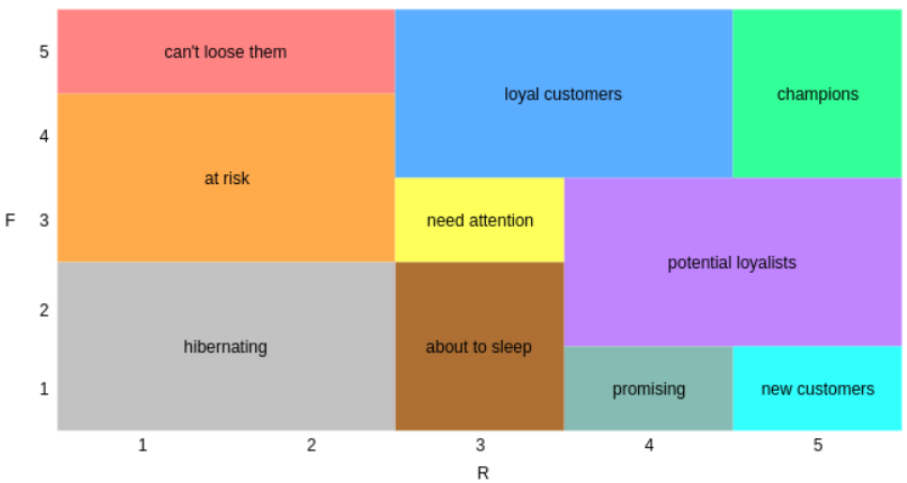 5
can't loose them
loyal customers
champions
4
at risk
F
3
need attention
potential loyalists
2
hibernating
about to sleep
1
promising
new customers
1
2
3
4
5
R